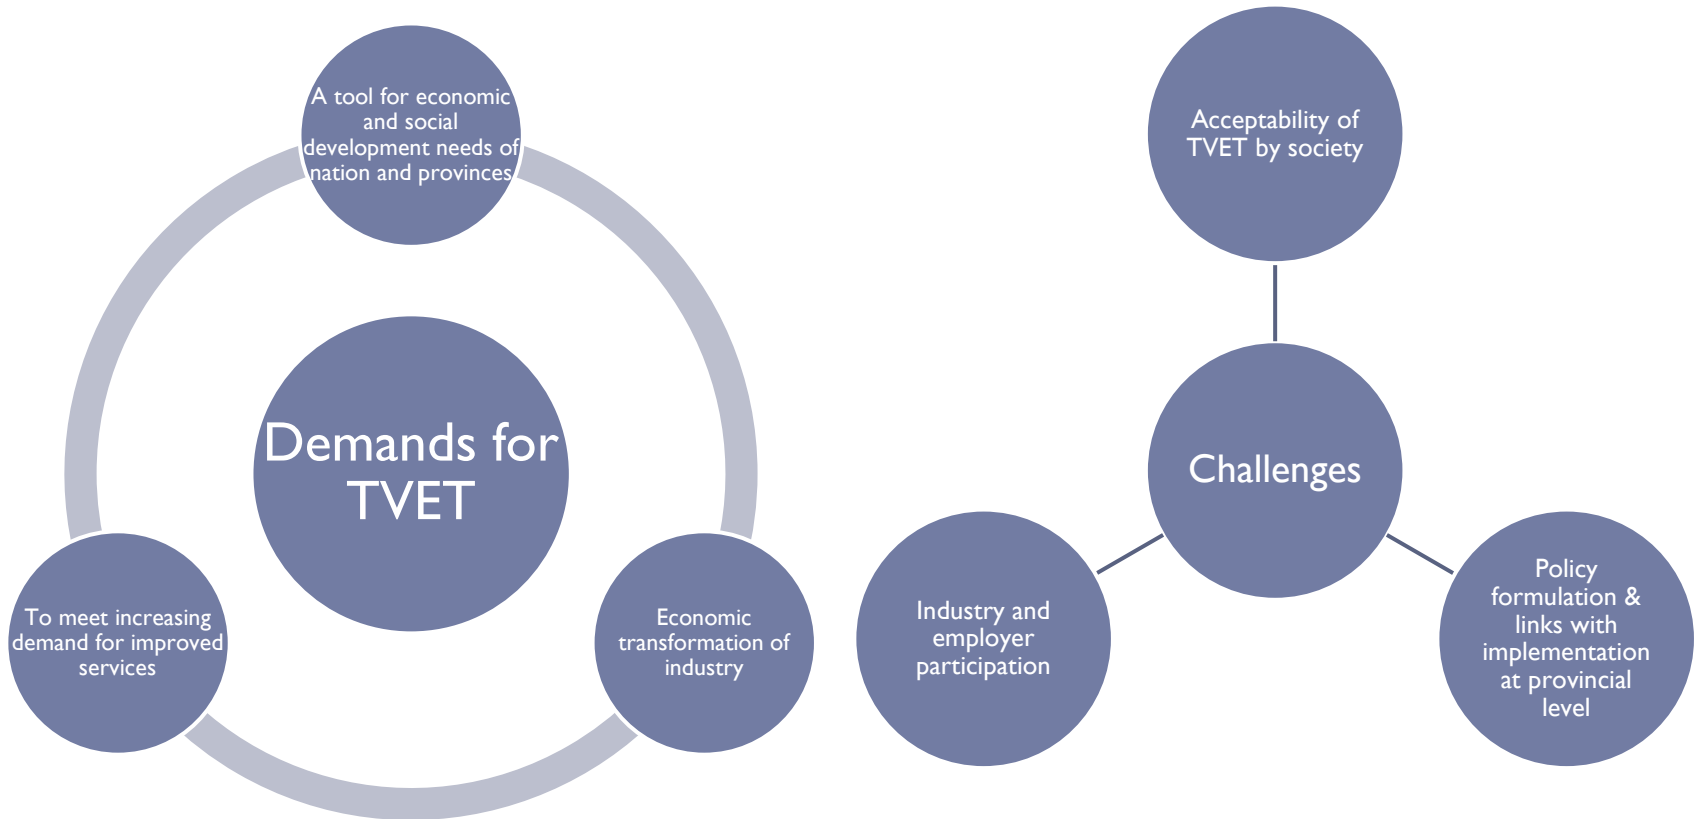 A tool for economic
and social
development needs of
nation and provinces
Demands for
TVET
To meet increasing
demand for improved
services
Economic
transformation of
industry
Acceptability of
TVET by society
Challenges
Industry and
employer
participation
Policy
formulation &
links with
implementation
at provincial
level